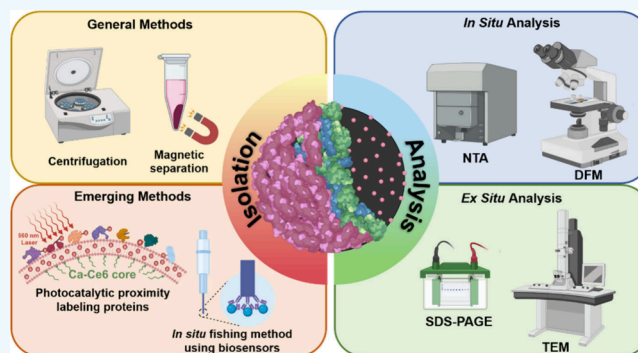 General Methods
Centrifugation
Magnetic
separation
Emerging Methods
560 nm
Laser
Ca-Ce6 core
Photocatalytic proximity
labeling proteins
In situ fishing method
using biosensors
Isolation
Analysis
In Situ Analysis
NTA
DFM
Ex Situ Analysis
SDS-PAGE
TEM